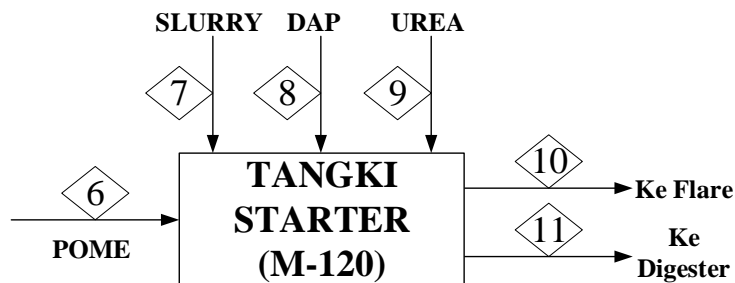 SLURRY DAP UREA
7 8 9
6
POME
TANGKI
STARTER
(M-120)
10
Ke Flare
11
Ke
Digester